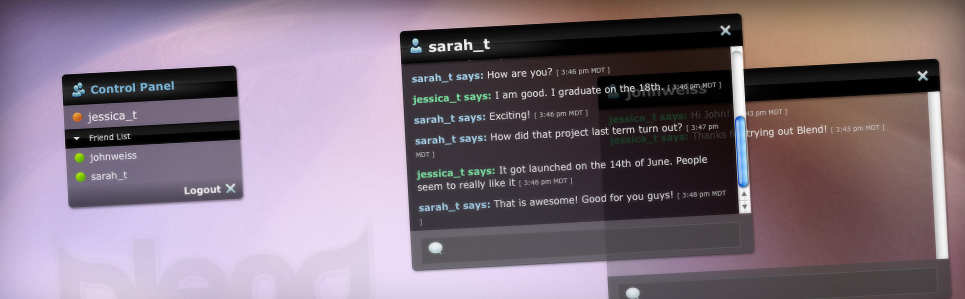 Control Panel
jessica_t
Friend List
johnweiss
sarah_t
Logout
sarah_t
sarah_t says: How are you? [ 3:46 pm MDT ]
jessica_t says: I am good. I graduate on the 18th. [ 3:46 pm MDT ]
sarah_t says: Exciting! [ 3:46 pm MDT ]
sarah_t says: How did that project last term turn out? [ 3:47 pm
MDT ]
jessica_t says: It got launched on the 14th of June. People
seem to really like it [ 3:48 pm MDT ]
sarah_t says: That is awesome! Good for you guys! [ 3:48 pm MDT
]
johnweiss
jessica_t says: Hi John! [ 3:43 pm MDT ]
jessica_t says: Thanks for trying out Blend! [ 3:43 pm MDT ]
blend